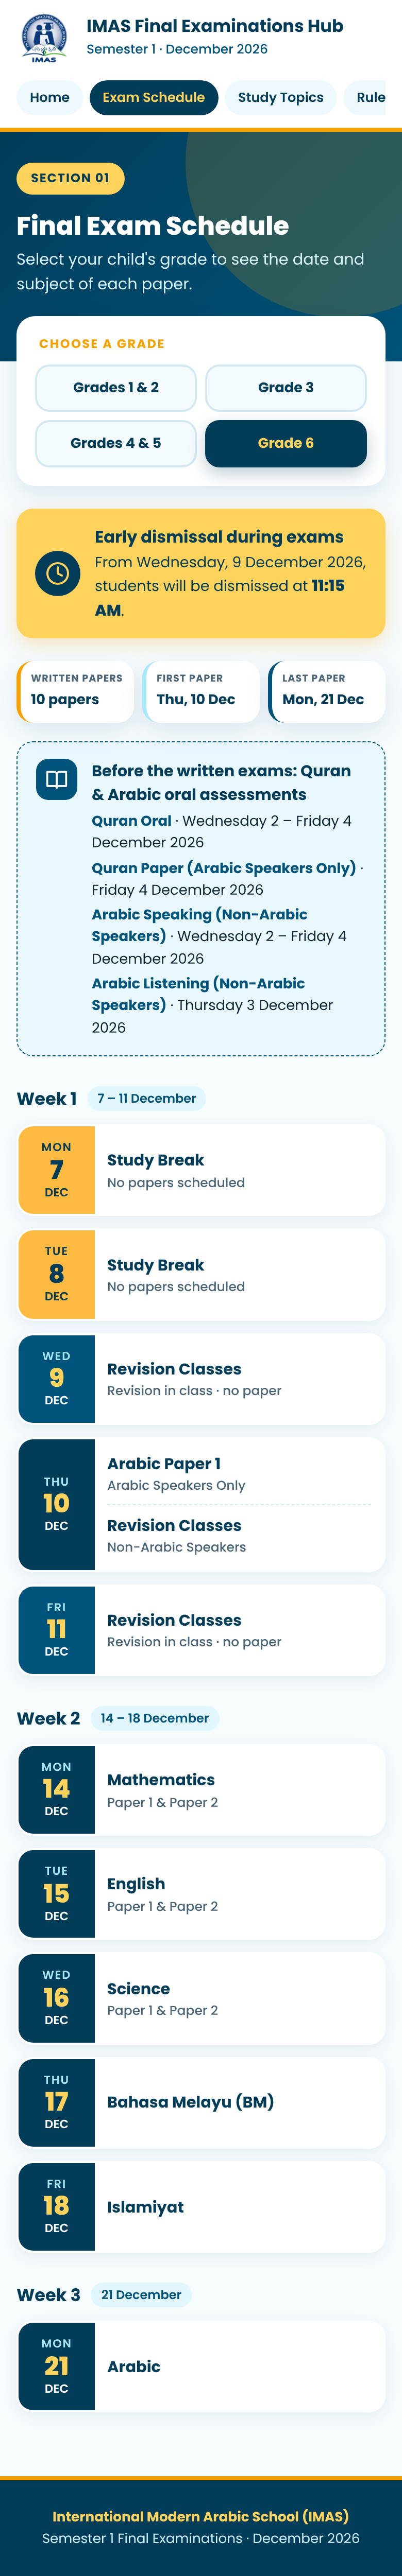 IMAS
IMAS Final Examinations Hub
Semester 1 · December 2026
Home
Exam Schedule
Study Topics
Rule
SECTION 01
Final Exam Schedule
Select your child's grade to see the date and
subject of each paper.
CHOOSE A GRADE
Grades 1 & 2
Grade 3
Grades 4 & 5
Grade 6
Early dismissal during exams
From Wednesday, 9 December 2026,
students will be dismissed at 11:15
AM.
WRITTEN PAPERS
10 papers
FIRST PAPER
Thu, 10 Dec
LAST PAPER
Mon, 21 Dec
Before the written exams: Quran
& Arabic oral assessments
Quran Oral · Wednesday 2 – Friday 4
December 2026
Quran Paper (Arabic Speakers Only) ·
Friday 4 December 2026
Arabic Speaking (Non-Arabic
Speakers) · Wednesday 2 – Friday 4
December 2026
Arabic Listening (Non-Arabic
Speakers) · Thursday 3 December
2026
Week 1
7 – 11 December
MON
7
DEC
Study Break
No papers scheduled
TUE
8
DEC
Study Break
No papers scheduled
WED
9
DEC
Revision Classes
Revision in class · no paper
THU
10
DEC
Arabic Paper 1
Arabic Speakers Only
Revision Classes
Non-Arabic Speakers
FRI
11
DEC
Revision Classes
Revision in class · no paper
Week 2
14 – 18 December
MON
14
DEC
Mathematics
Paper 1 & Paper 2
TUE
15
DEC
English
Paper 1 & Paper 2
WED
16
DEC
Science
Paper 1 & Paper 2
THU
17
DEC
Bahasa Melayu (BM)
FRI
18
DEC
Islamiyat
Week 3
21 December
MON
21
DEC
Arabic
International Modern Arabic School (IMAS)
Semester 1 Final Examinations · December 2026